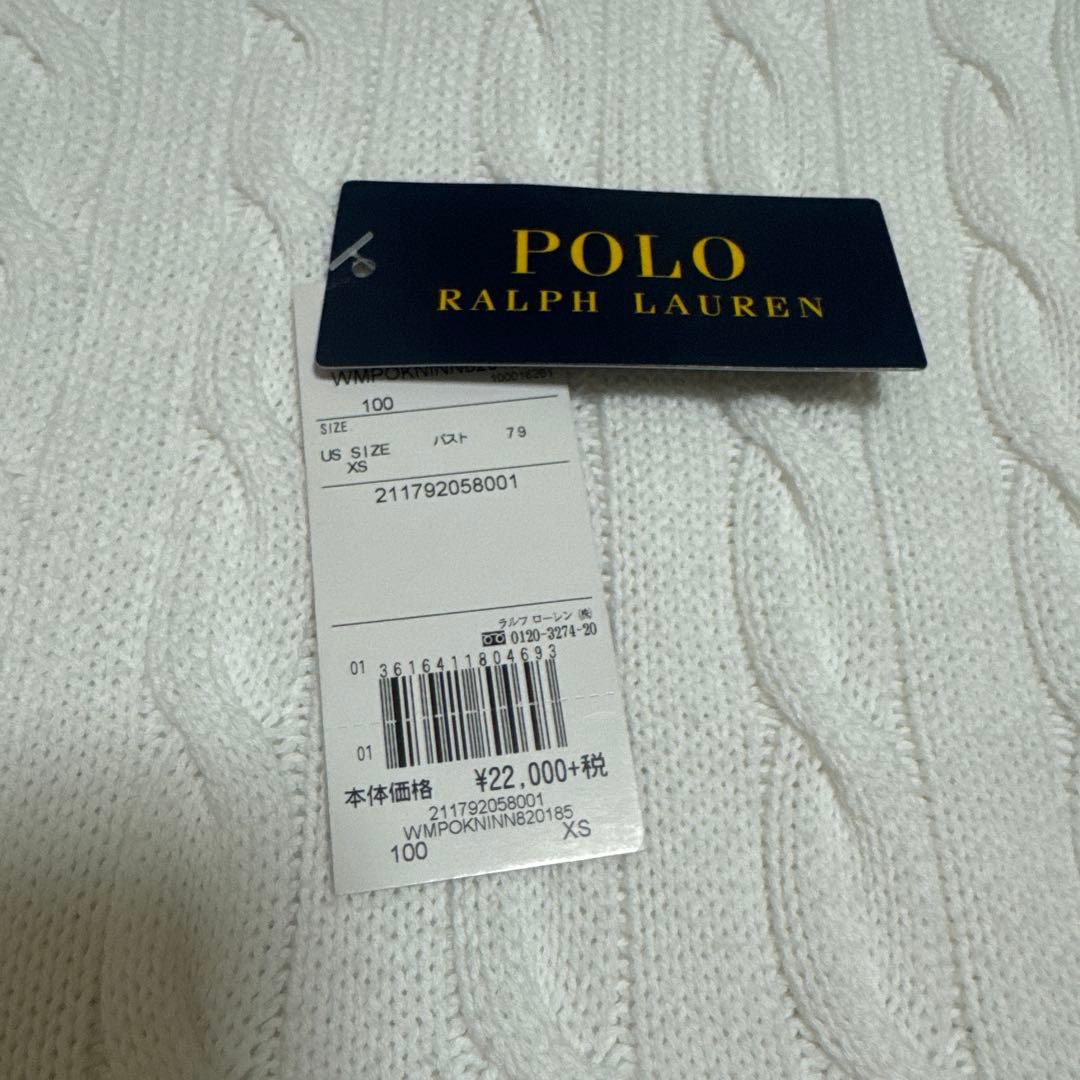 POLO
RALPH LAUREN
WMPOKNINN820
100
SIZE
US SIZE バスト 79
XS
211792058001
ラルフ ローレン ㈱
0120-3274-20
01 3616411804693
01
本体価格 ¥22,000+税
211792058001
WMPOKNINN820185
100 XS